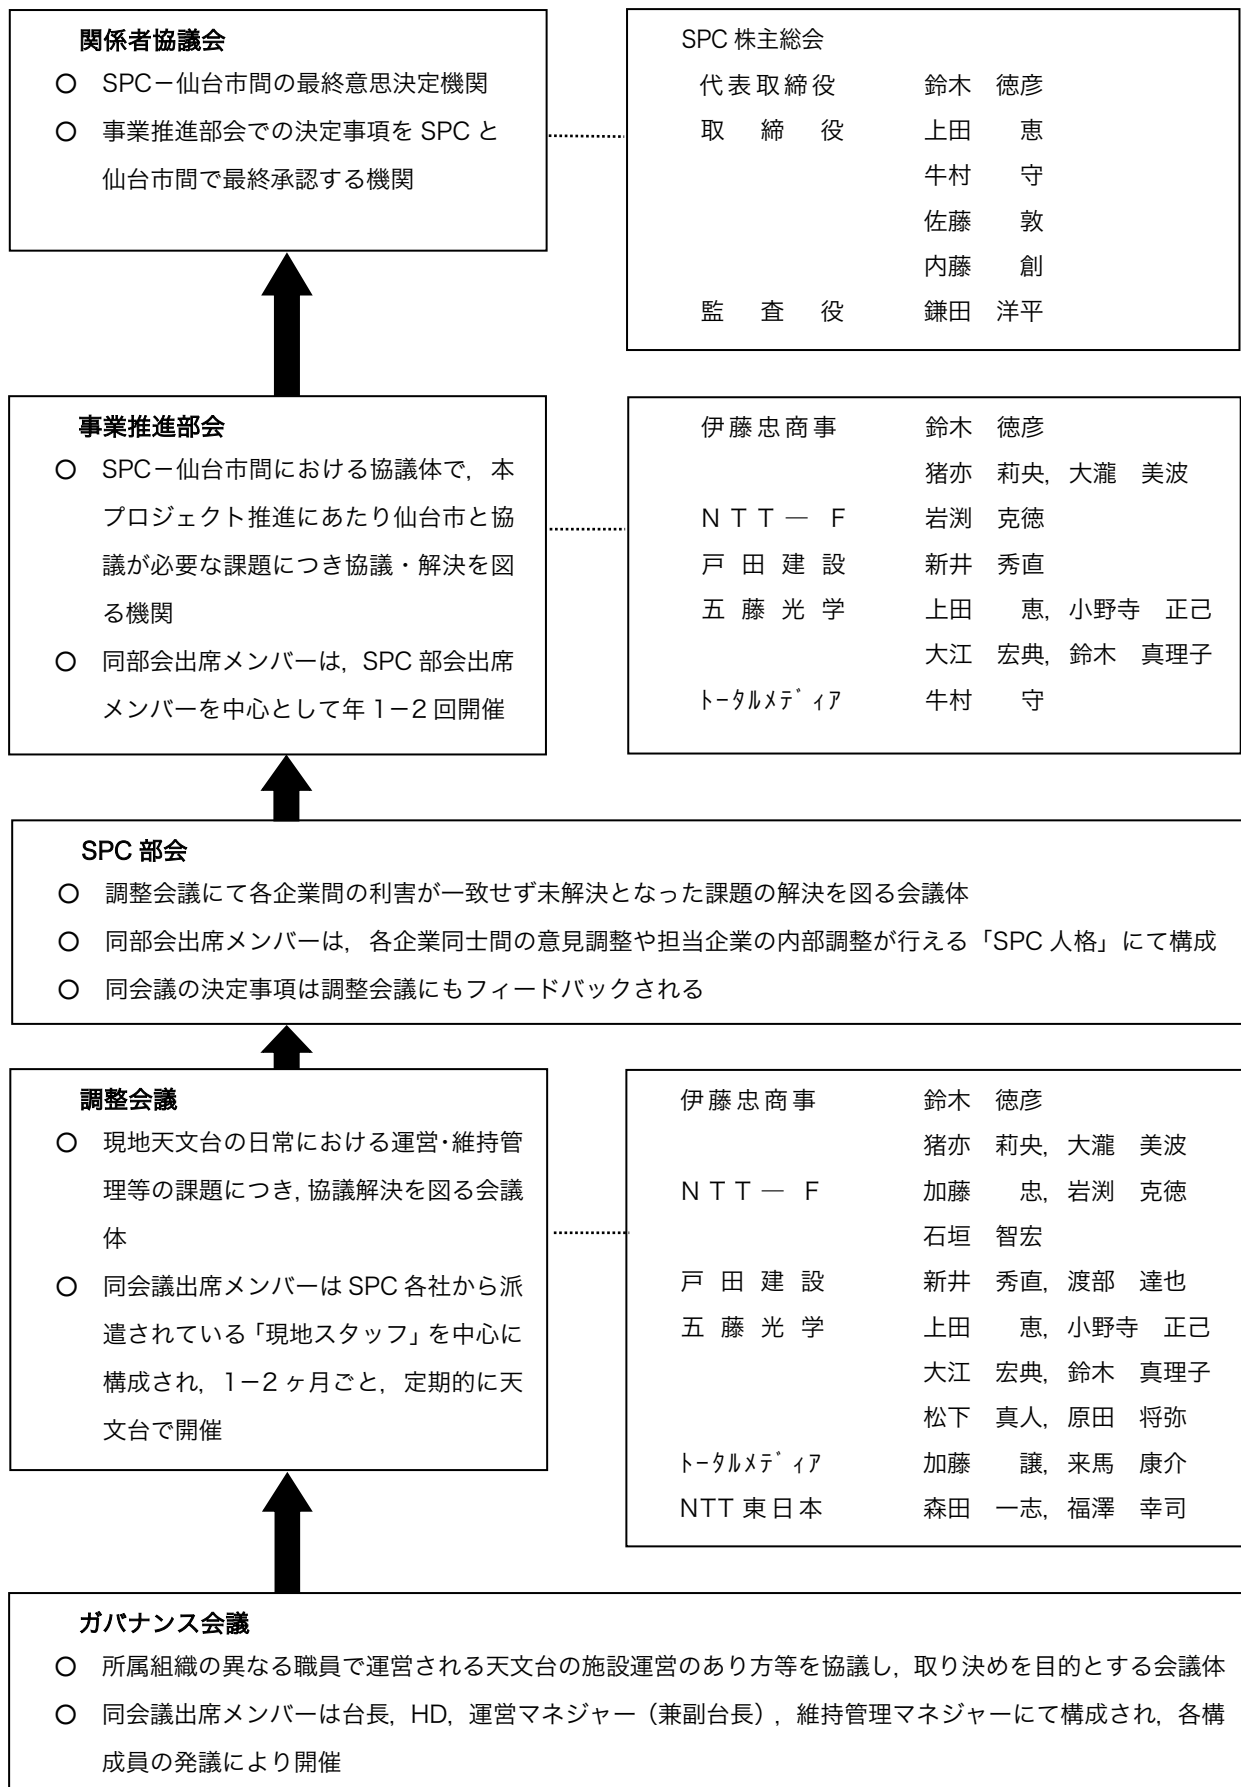 関係者協議会
○ SPC－仙台市間の最終意思決定機関
○ 事業推進部会での決定事項を SPC と
仙台市間で最終承認する機関
SPC 株主総会
代表取締役 鈴木 徳彦
取締役 上田 恵
牛村 守
佐藤 敦
内藤 創
監査役 鎌田 洋平
事業推進部会
○ SPC－仙台市間における協議体で，本
プロジェクト推進にあたり仙台市と協
議が必要な課題につき協議・解決を図
る機関
○ 同部会出席メンバーは，SPC 部会出席
メンバーを中心として年 1－2 回開催
伊藤忠商事 鈴木 徳彦
猪亦 莉央，大瀧 美波
ＮＴＴ― Ｆ 岩渕 克徳
戸田建設 新井 秀直
五藤光学 上田 恵，小野寺 正己
大江 宏典，鈴木 真理子
ﾄｰﾀﾙﾒﾃﾞｨｱ 牛村 守
SPC 部会
○ 調整会議にて各企業間の利害が一致せず未解決となった課題の解決を図る会議体
○ 同部会出席メンバーは，各企業同士間の意見調整や担当企業の内部調整が行える「SPC 人格」にて構成
○ 同会議の決定事項は調整会議にもフィードバックされる
調整会議
○ 現地天文台の日常における運営･維持管
理等の課題につき，協議解決を図る会議
体
○ 同会議出席メンバーは SPC 各社から派
遣されている「現地スタッフ」を中心に
構成され，1－2 ヶ月ごと，定期的に天
文台で開催
伊藤忠商事 鈴木 徳彦
猪亦 莉央，大瀧 美波
ＮＴＴ― Ｆ 加藤 忠，岩渕 克徳
石垣 智宏
戸田建設 新井 秀直，渡部 達也
五藤光学 上田 恵，小野寺 正己
大江 宏典，鈴木 真理子
松下 真人，原田 将弥
ﾄｰﾀﾙﾒﾃﾞｨｱ 加藤 譲，来馬 康介
NTT 東日本 森田 一志，福澤 幸司
ガバナンス会議
○ 所属組織の異なる職員で運営される天文台の施設運営のあり方等を協議し，取り決めを目的とする会議体
○ 同会議出席メンバーは台長，HD，運営マネジャー（兼副台長），維持管理マネジャーにて構成され，各構
成員の発議により開催